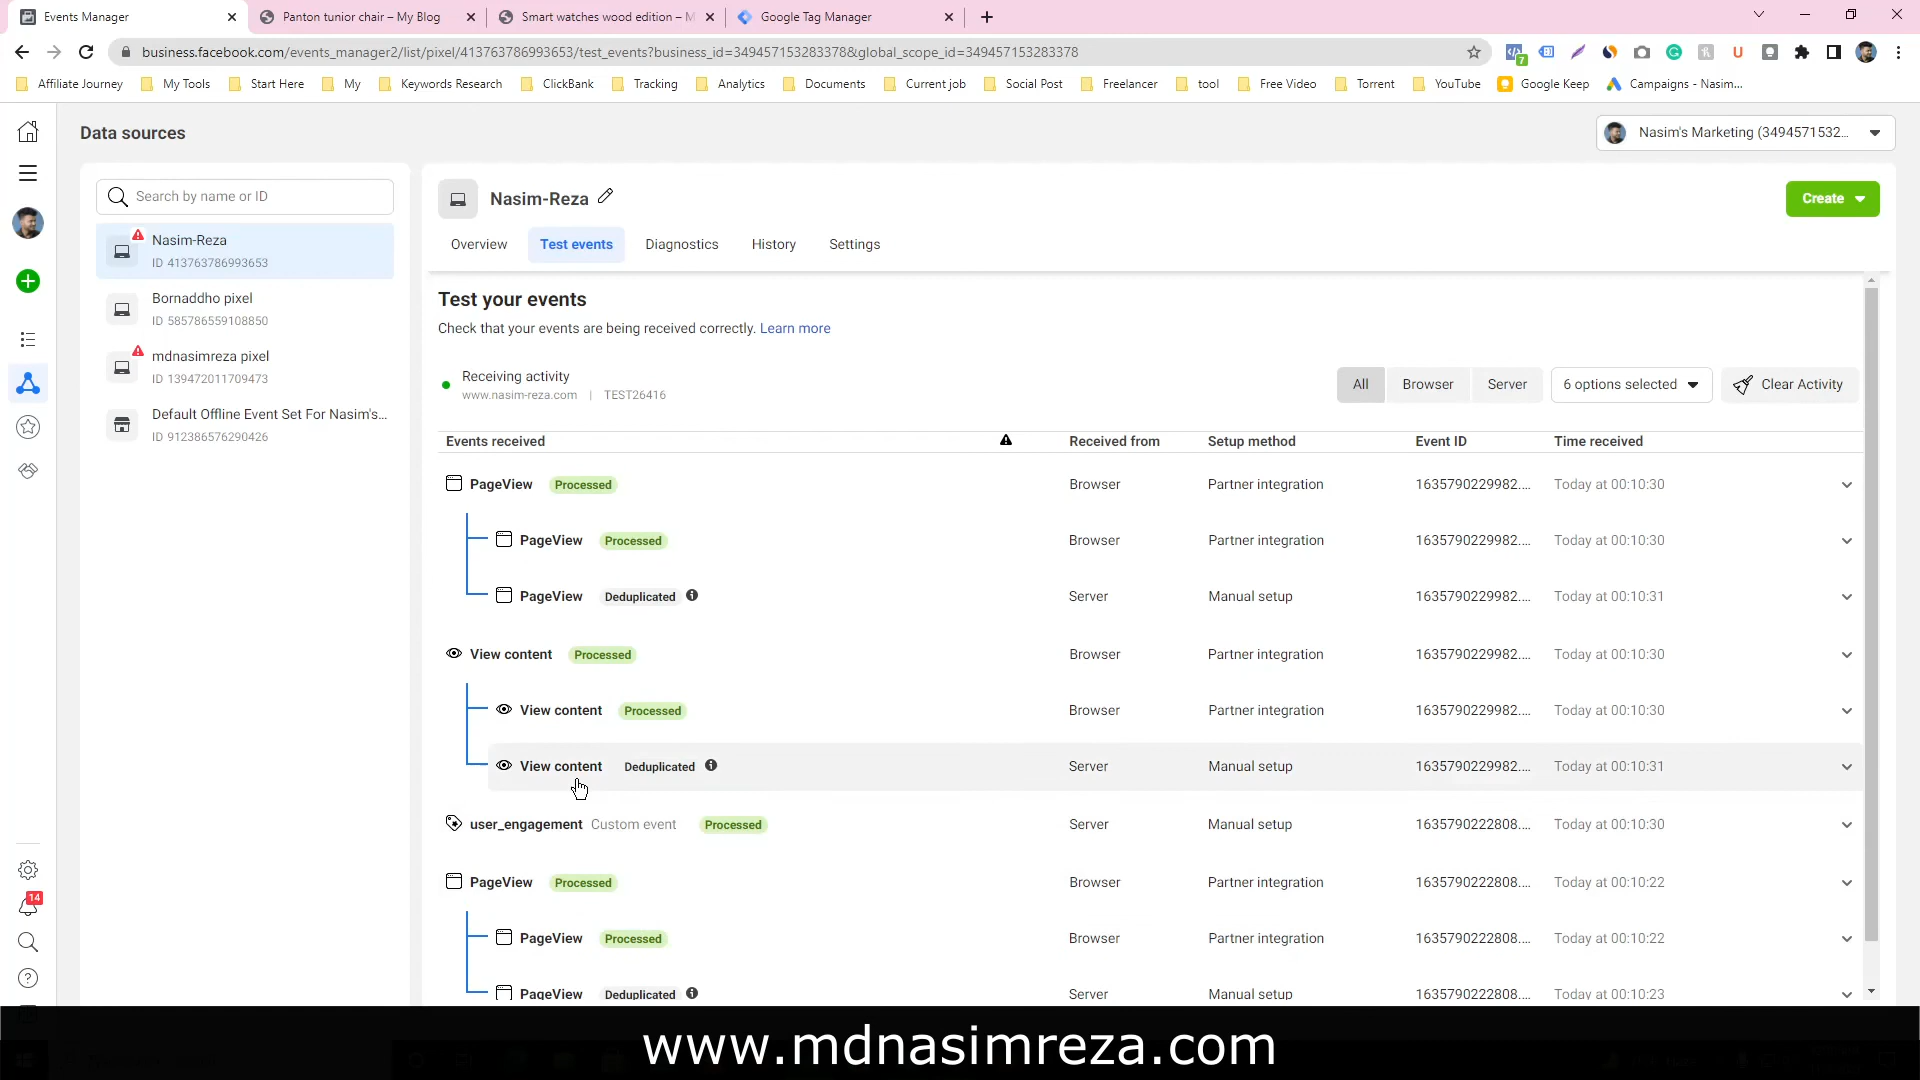 Events Manager
Panton tunior chair – My Blog
Smart watches wood edition – M
Google Tag Manager
business.facebook.com/events_manager2/list/pixel/413763786993653/test_events?business_id=349457153283378&global_scope_id=349457153283378
7
Affiliate Journey
My Tools
Start Here
My
Keywords Research
ClickBank
Tracking
Analytics
Documents
Current job
Social Post
Freelancer
tool
Free Video
Torrent
YouTube
Google Keep
Campaigns - Nasim...
Data sources
Nasim's Marketing (3494571532...
Search by name or ID
Nasim-Reza
ID 413763786993653
Bornaddho pixel
ID 585786559108850
mdnasimreza pixel
ID 139472011709473
Default Offline Event Set For Nasim's...
ID 912386576290426
14
Nasim-Reza
Create
Overview
Test events
Diagnostics
History
Settings
Test your events
Check that your events are being received correctly. Learn more
Receiving activity
www.nasim-reza.com | TEST26416
All
Browser
Server
6 options selected
Clear Activity
Events received Received from Setup method Event ID Time received
PageView Processed Browser Partner integration 1635790229982.... Today at 00:10:30
PageView Processed Browser Partner integration 1635790229982.... Today at 00:10:30
PageView Deduplicated Server Manual setup 1635790229982.... Today at 00:10:31
View content Processed Browser Partner integration 1635790229982.... Today at 00:10:30
View content Processed Browser Partner integration 1635790229982.... Today at 00:10:30
View content Deduplicated Server Manual setup 1635790229982.... Today at 00:10:31
user_engagement Custom event Processed Server Manual setup 1635790222808.... Today at 00:10:30
PageView Processed Browser Partner integration 1635790222808.... Today at 00:10:22
PageView Processed Browser Partner integration 1635790222808.... Today at 00:10:22
PageView Deduplicated Server Manual setup 1635790222808.... Today at 00:10:23
www.mdnasimreza.com